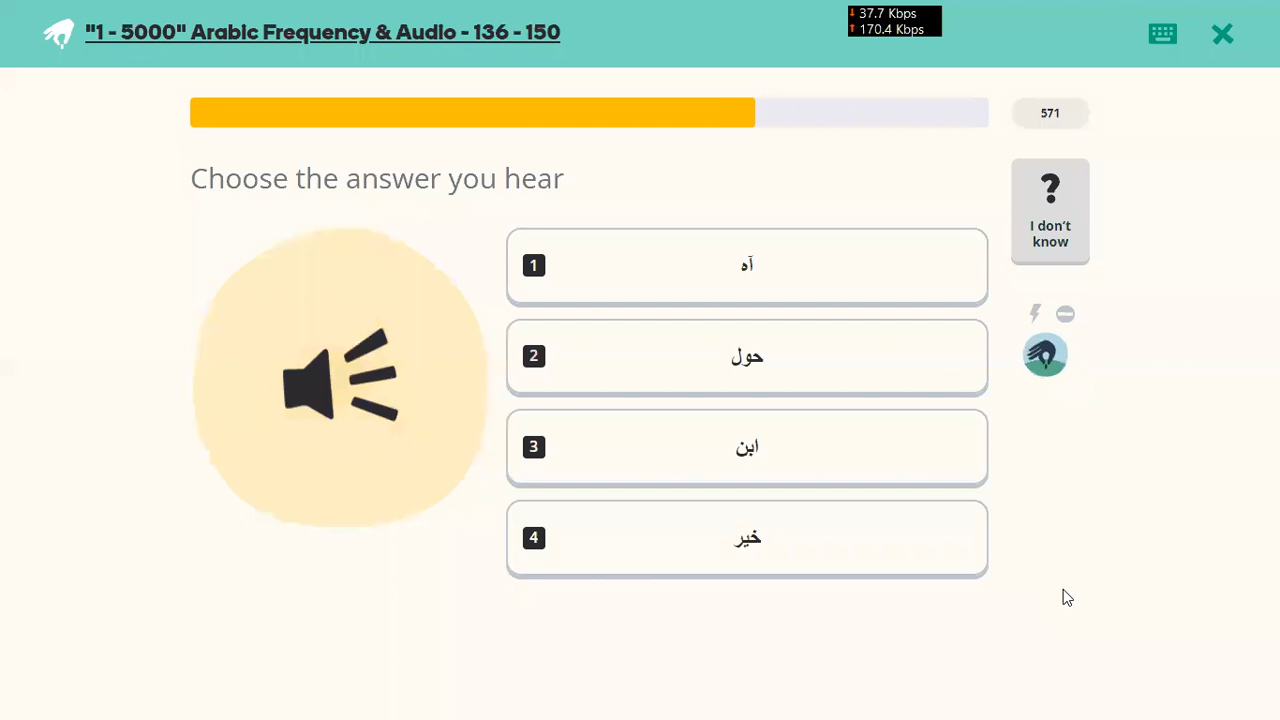 "1 - 5000" Arabic Frequency & Audio - 136 - 150
↓ 37.7 Kbps
↑ 170.4 Kbps
571
Choose the answer you hear
?
I don't
know
1 آه
2 حول
3 ابن
4 خير